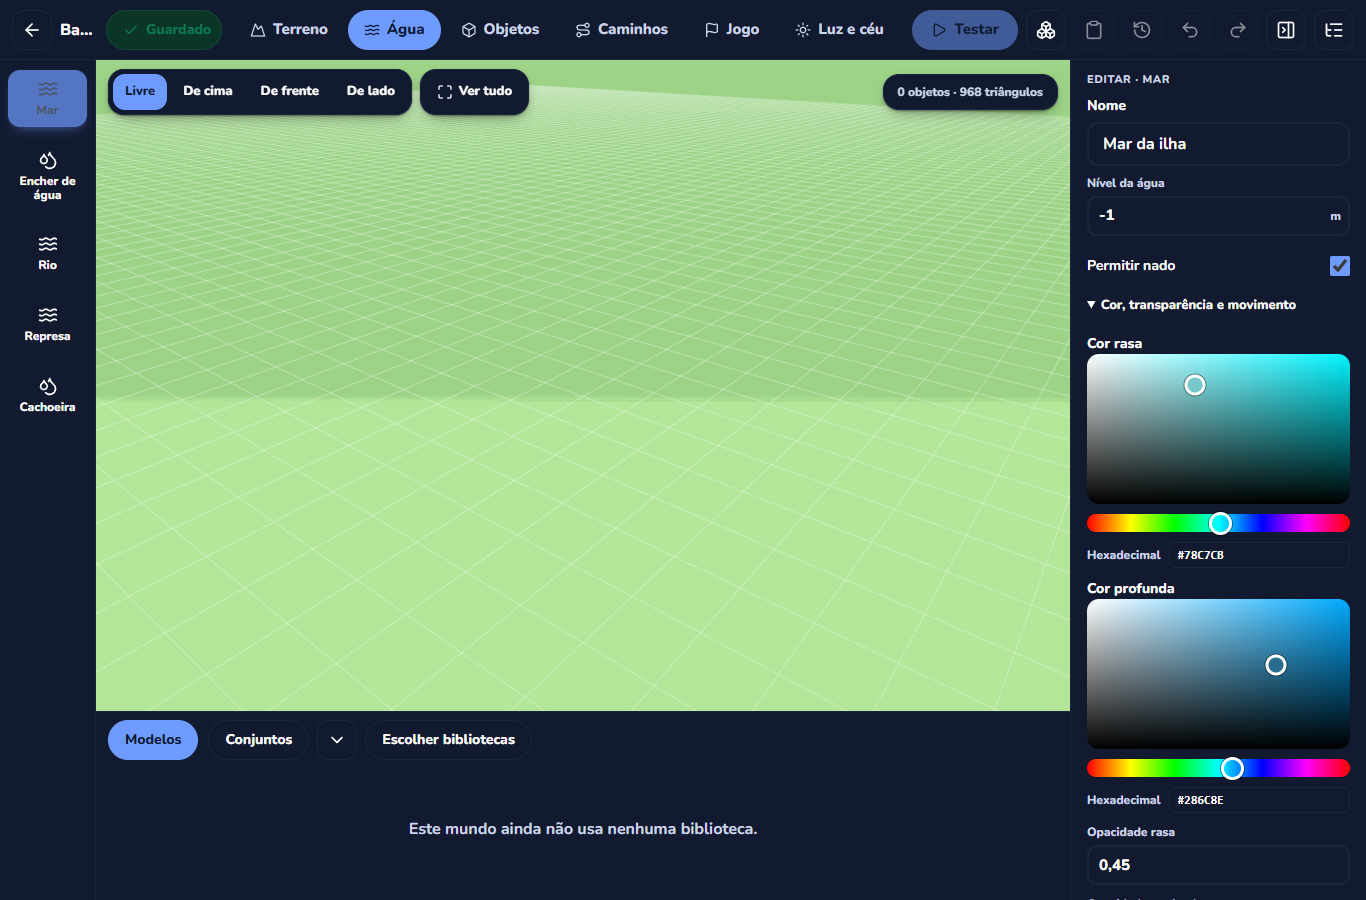 Ba...
Guardado
Terreno
Água
Objetos
Caminhos
Jogo
Luz e céu
Testar
Mar
Encher de
água
Rio
Represa
Cachoeira
Livre
De cima
De frente
De lado
Ver tudo
0 objetos · 968 triângulos
Modelos
Conjuntos
Escolher bibliotecas
Este mundo ainda não usa nenhuma biblioteca.
EDITAR · MAR
Nome
Mar da ilha
Nível da água
-1 m
Permitir nado
Cor, transparência e movimento
Cor rasa
Hexadecimal #78C7CB
Cor profunda
Hexadecimal #286C8E
Opacidade rasa
0,45